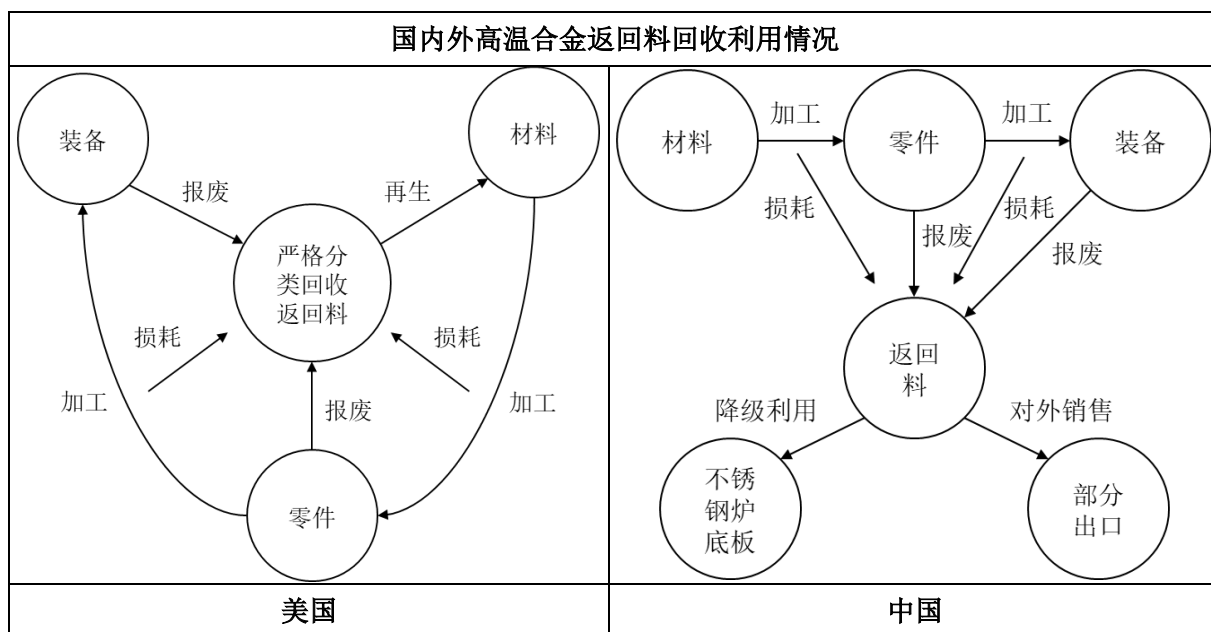 国内外高温合金返回料回收利用情况
装备
材料
报废
再生
严格分
类回收
返回料
损耗
损耗
加工
报废
加工
零件
材料
加工
零件
加工
装备
损耗
报废
损耗
报废
返回
料
降级利用
对外销售
不锈
钢炉
底板
部分
出口
美国
中国